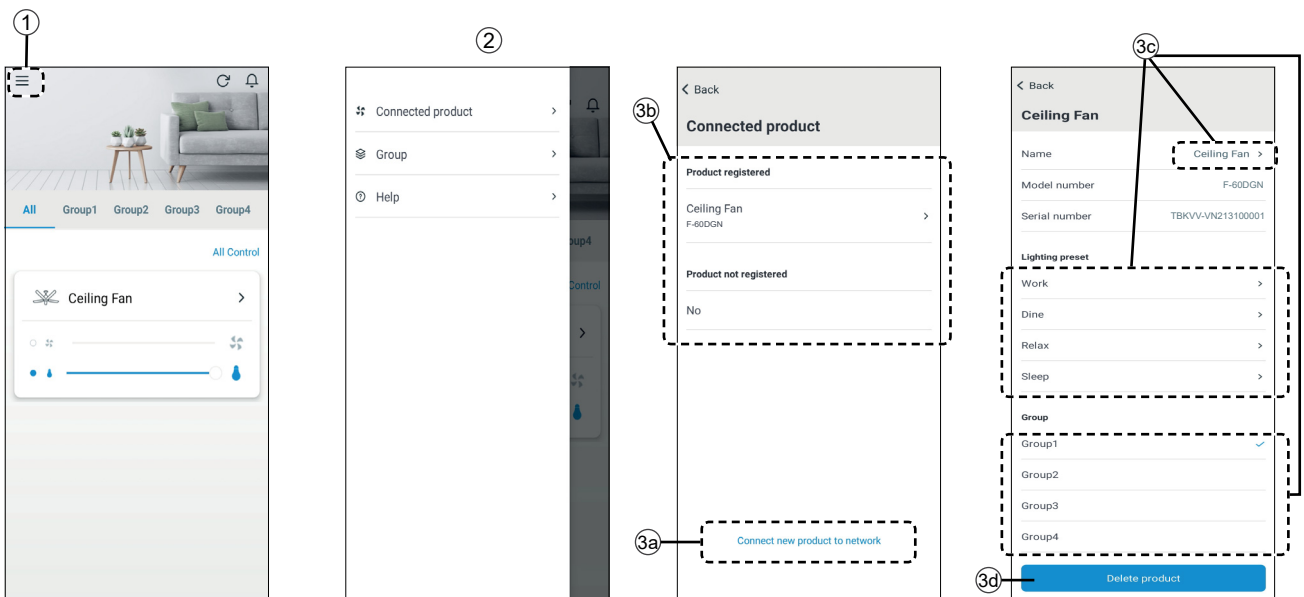 1
All Group1 Group2 Group3 Group4
All Control
Ceiling Fan
2
Connected product
Group
Help
oup4
Control
3b
Back
Connected product
Product registered
Ceiling Fan
F-60DGN
Product not registered
No
3a
Connect new product to network
3c
Back
Ceiling Fan
Name Ceiling Fan
Model number F-60DGN
Serial number TBKVV-VN213100001
Lighting preset
Work
Dine
Relax
Sleep
Group
Group1
Group2
Group3
Group4
3d
Delete product